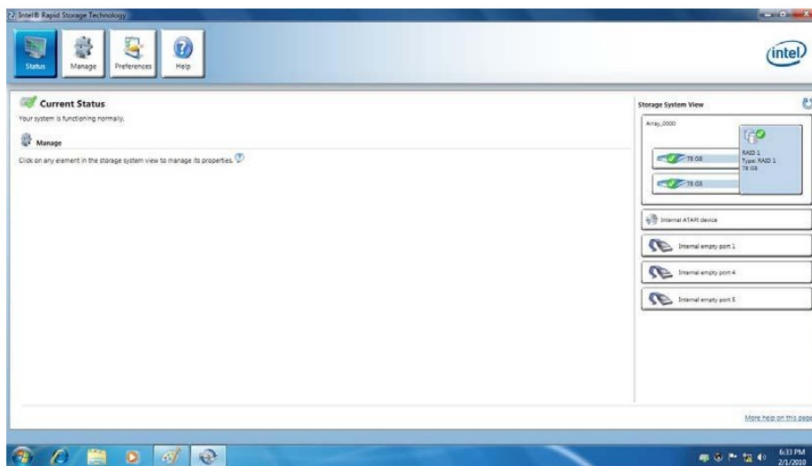 Intel® Rapid Storage Technology
Status
Manage
Preferences
Help
intel
Current Status
Your system is functioning normally.
Manage
Click on any element in the storage system view to manage its properties.
Storage System View
Array_0000
78 GB
78 GB
RAID 1
Type: RAID 1
78 GB
Internal ATAPI device
Internal empty port 1
Internal empty port 4
Internal empty port 5
More help on this page
6:33 PM
2/1/2010